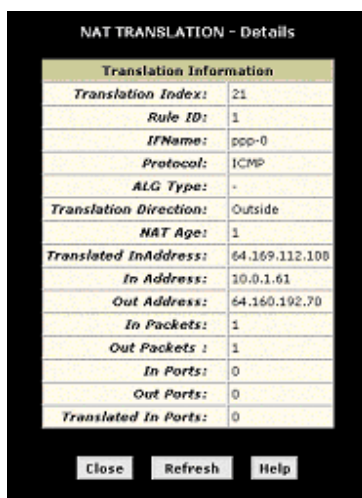 NAT TRANSLATION - Details
Translation Information
Translation Index: 21
Rule ID: 1
IFName: ppp-0
Protocol: ICMP
ALG Type: -
Translation Direction: Outside
NAT Age: 1
Translated InAddress: 64.169.112.108
In Address: 10.0.1.61
Out Address: 64.160.192.70
In Packets: 1
Out Packets : 1
In Ports: 0
Out Ports: 0
Translated In Ports: 0
Close Refresh Help